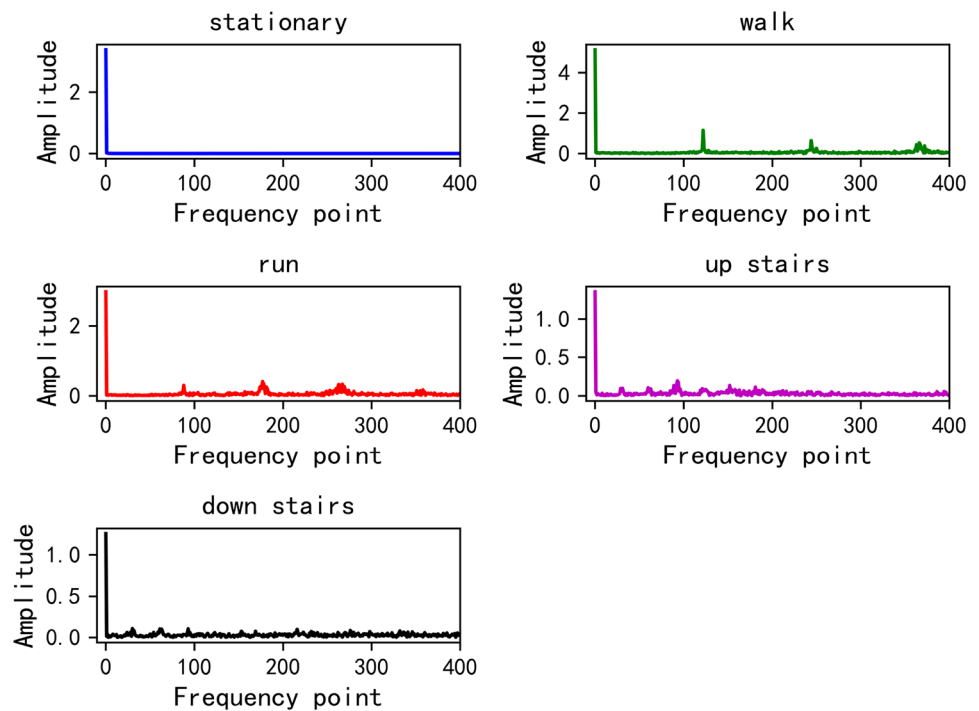 stationary
Amplitude
2
0
0 100 200 300 400
Frequency point
walk
Amplitude
4
2
0
0 100 200 300 400
Frequency point
run
Amplitude
2
0
0 100 200 300 400
Frequency point
up stairs
Amplitude
1.0
0.5
0.0
0 100 200 300 400
Frequency point
down stairs
Amplitude
1.0
0.5
0.0
0 100 200 300 400
Frequency point